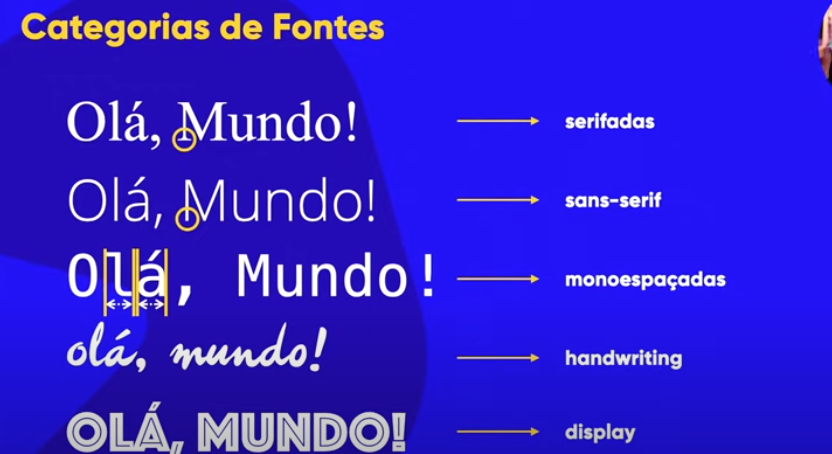 Categorias de Fontes
Olá, Mundo! serifadas
Olá, Mundo! sans-serif
Olá, Mundo! monoespaçadas
olá, mundo! handwriting
OLÁ, MUNDO! display